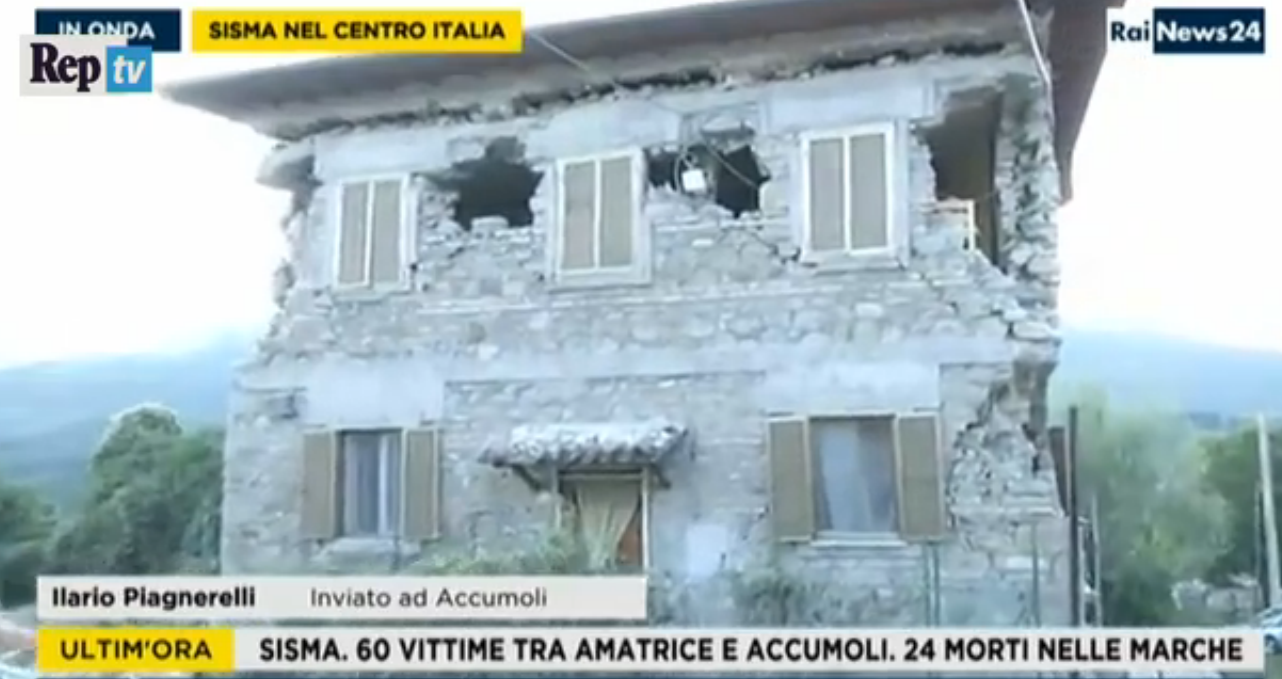 IN ONDA
SISMA NEL CENTRO ITALIA
Rai News24
Rep tv
Ilario Piagnerelli Inviato ad Accumoli
ULTIM'ORA SISMA. 60 VITTIME TRA AMATRICE E ACCUMOLI. 24 MORTI NELLE MARCHE